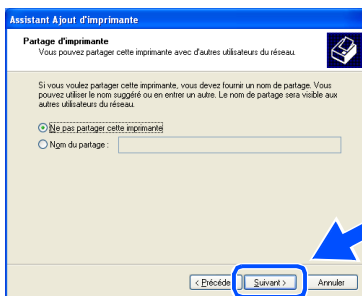 Assistant Ajout d'imprimante
Partage d'imprimante
Vous pouvez partager cette imprimante avec d'autres utilisateurs du réseau.
Si vous voulez partager cette imprimante, vous devez fournir un nom de partage. Vous
pouvez utiliser le nom suggéré ou en entrer un autre. Le nom de partage sera visible aux
autres utilisateurs du réseau.
Ne pas partager cette imprimante
Nom du partage :
< Précéde Suivant > Annuler